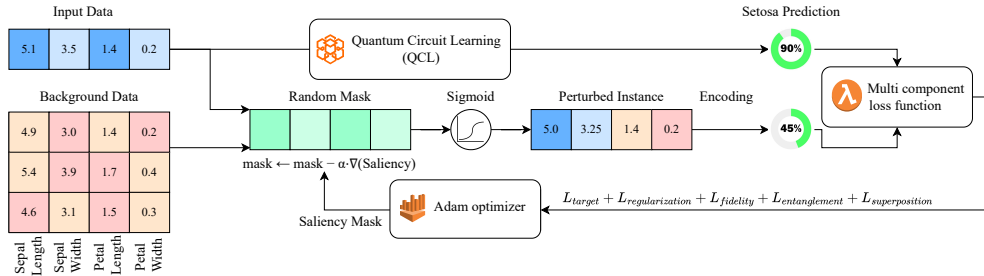 Input Data
5.1 3.5 1.4 0.2
Quantum Circuit Learning
(QCL)
Setosa Prediction
90%
Multi component
loss function
Background Data
4.9 3.0 1.4 0.2
5.4 3.9 1.7 0.4
4.6 3.1 1.5 0.3
Sepal
Length
Sepal
Width
Petal
Length
Petal
Width
Random Mask
mask ← mask − α·∇(Saliency)
Sigmoid
Perturbed Instance
5.0 3.25 1.4 0.2
Encoding
45%
Saliency Mask
Adam optimizer
L_target + L_regularization + L_fidelity + L_entanglement + L_superposition